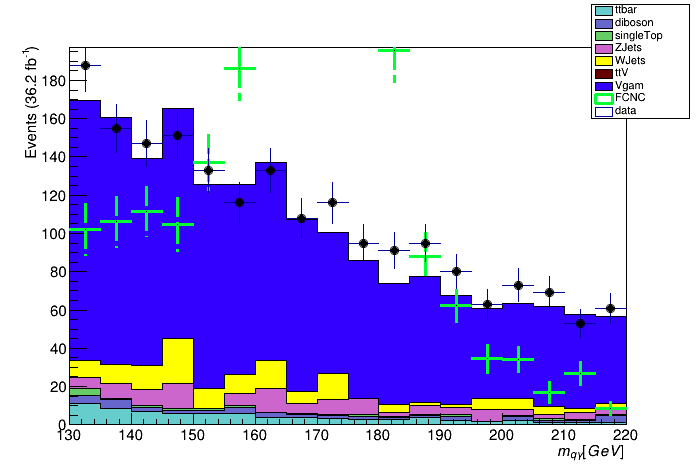 ttbar
diboson
singleTop
ZJets
WJets
ttV
Vgam
FCNC
data
Events (36.2 fb⁻¹)
180
160
140
120
100
80
60
40
20
0
130 140 150 160 170 180 190 200 210 220
m_qγ[GeV]